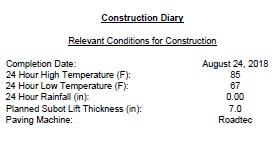 Construction Diary
Relevant Conditions for Construction
Completion Date: August 24, 2018
24 Hour High Temperature (F): 85
24 Hour Low Temperature (F): 67
24 Hour Rainfall (in): 0.00
Planned Subot Lift Thickness (in): 7.0
Paving Machine: Roadtec